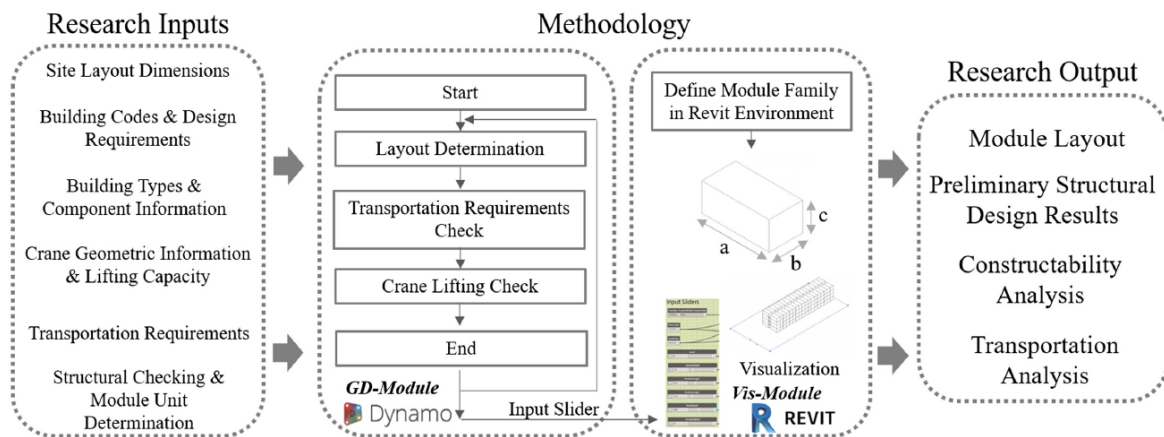 Research Inputs
Site Layout Dimensions
Building Codes & Design
Requirements
Building Types &
Component Information
Crane Geometric Information
& Lifting Capacity
Transportation Requirements
Structural Checking &
Module Unit
Determination
Methodology
Start
Layout Determination
Transportation Requirements
Check
Crane Lifting Check
End
GD-Module
Dynamo
Input Slider
Define Module Family
in Revit Environment
a
b
c
Input Sliders
Visualization
Vis-Module
R REVIT
Research Output
Module Layout
Preliminary Structural
Design Results
Constructability
Analysis
Transportation
Analysis